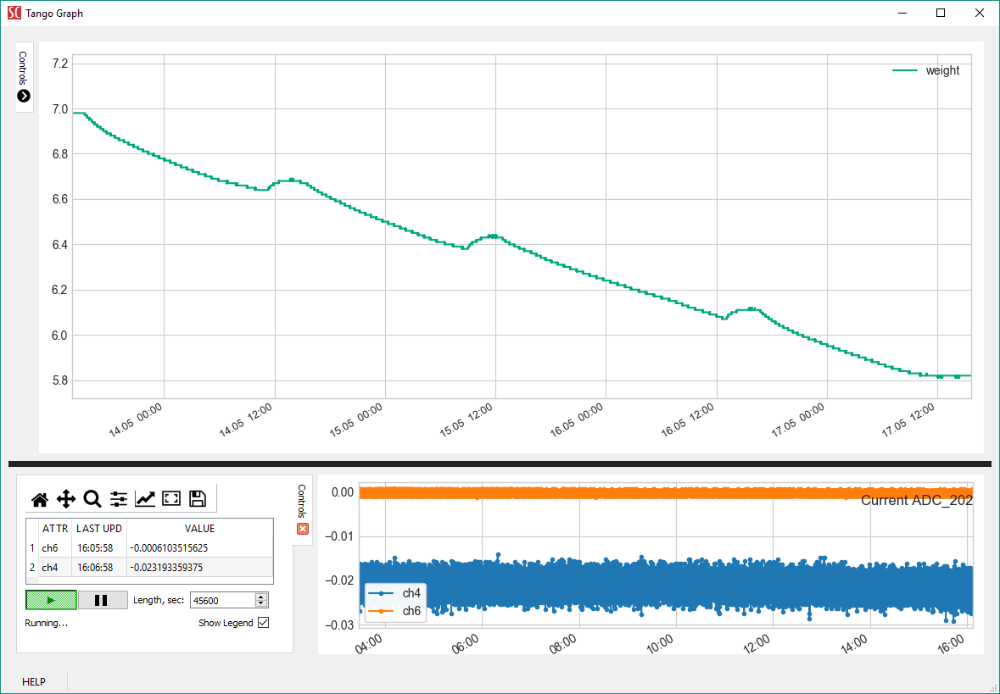 Tango Graph
Controls
weight
7.2
7.0
6.8
6.6
6.4
6.2
6.0
5.8
14.05 00:00
14.05 12:00
15.05 00:00
15.05 12:00
16.05 00:00
16.05 12:00
17.05 00:00
17.05 12:00
ATTR LAST UPD VALUE
1 ch6 16:05:58 -0.0006103515625
2 ch4 16:06:58 -0.023193359375
Length, sec: 45600
Running...
Show Legend
Controls
Current ADC_202
0.00
−0.01
−0.02
−0.03
ch4
ch6
04:00
06:00
08:00
10:00
12:00
14:00
16:00
HELP